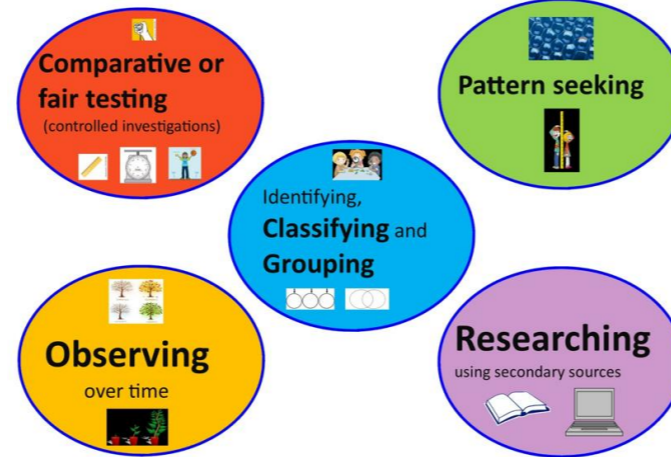 Comparative or
fair testing
(controlled investigations)
Pattern seeking
Identifying,
Classifying and
Grouping
Observing
over time
Researching
using secondary sources